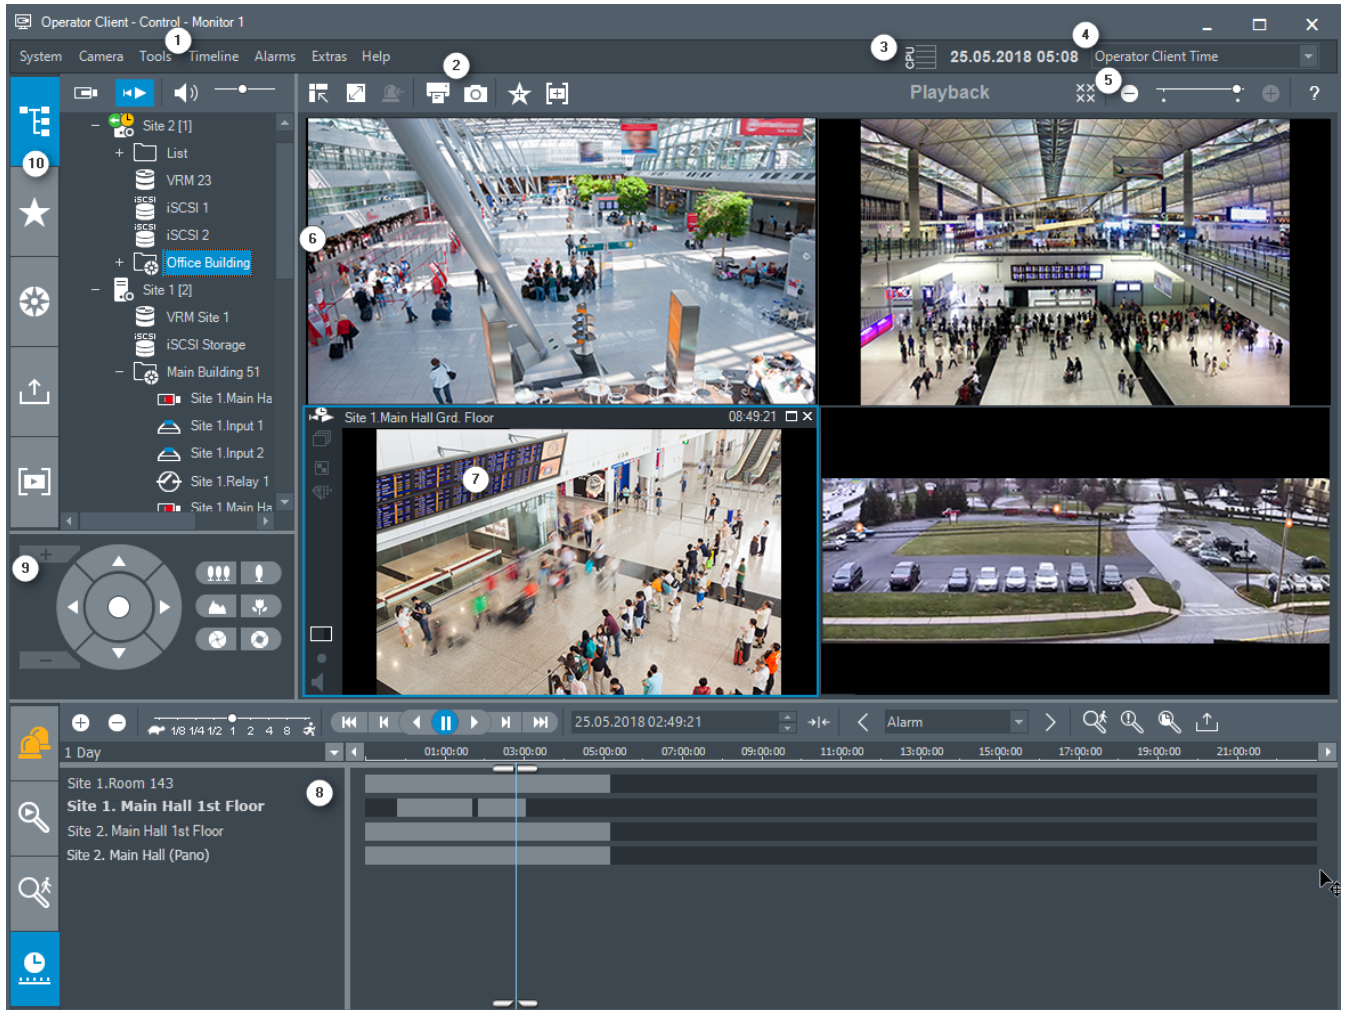 Operator Client - Control - Monitor 1
1
System Camera Tools Timeline Alarms Extras Help
2
3
CPU
25.05.2018 05:08
4
Operator Client Time
5
Playback
?
Site 2 [1]
10
List
VRM 23
iSCSI
iSCSI 1
iSCSI
iSCSI 2
Office Building
Site 1 [2]
VRM Site 1
iSCSI
iSCSI Storage
Main Building 51
Site 1.Main Ha
Site 1.Input 1
Site 1.Input 2
Site 1.Relay 1
Site 1 Main Ha
6
Site 1.Main Hall Grd. Floor 08:49:21
7
9
1/8 1/4 1/2 1 2 4 8
25.05.2018 02:49:21
Alarm
1 Day
01:00:00 03:00:00 05:00:00 07:00:00 09:00:00 11:00:00 13:00:00 15:00:00 17:00:00 19:00:00 21:00:00
8
Site 1.Room 143
Site 1. Main Hall 1st Floor
Site 2. Main Hall 1st Floor
Site 2. Main Hall (Pano)